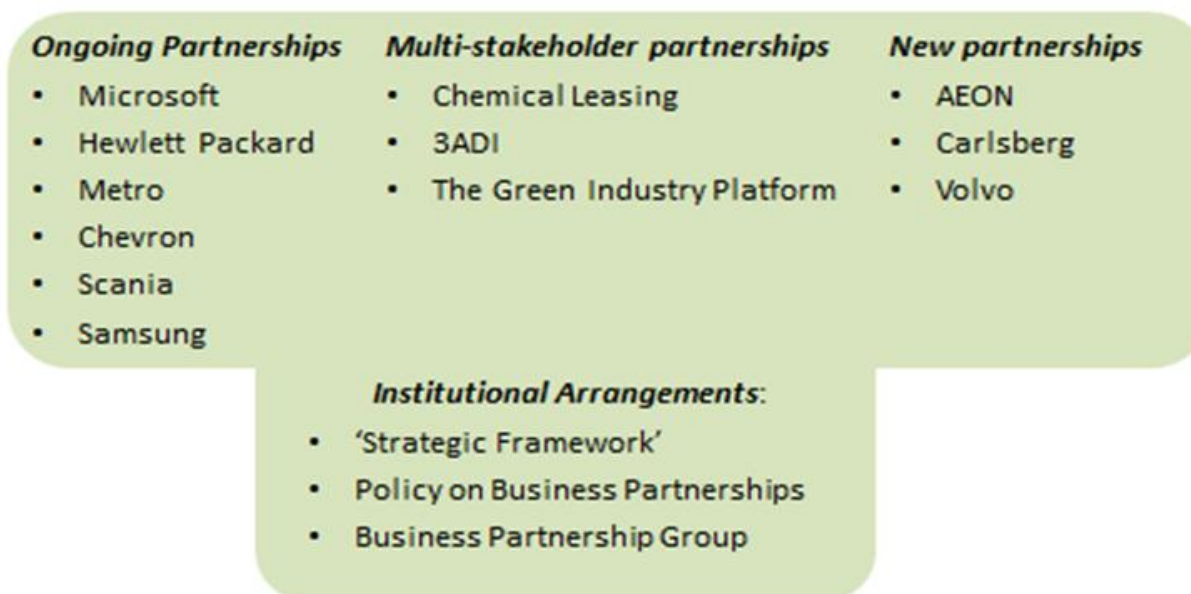 Ongoing Partnerships
• Microsoft
• Hewlett Packard
• Metro
• Chevron
• Scania
• Samsung
Multi-stakeholder partnerships
• Chemical Leasing
• 3ADI
• The Green Industry Platform
New partnerships
• AEON
• Carlsberg
• Volvo
Institutional Arrangements:
• ‘Strategic Framework’
• Policy on Business Partnerships
• Business Partnership Group